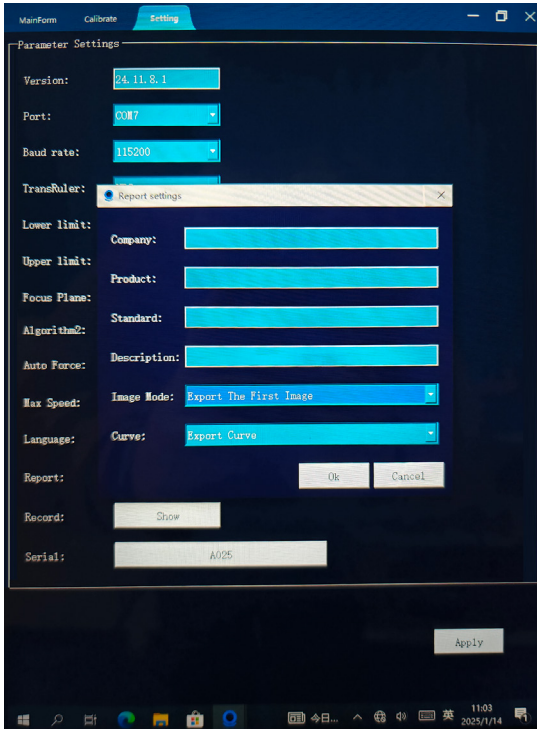 MainForm Calibrate Setting
Parameter Settings
Version: 24.11.8.1
Port: COM7
Baud rate: 115200
TransRuler:
Report settings
Lower limit:
Company:
Upper limit:
Product:
Focus Plane:
Standard:
Algorithm2:
Description:
Auto Force:
Image Mode: Export The First Image
Max Speed:
Curve: Export Curve
Language:
Ok Cancel
Report:
Record: Show
Serial: A025
Apply
今日... 英 11:03
2025/1/14